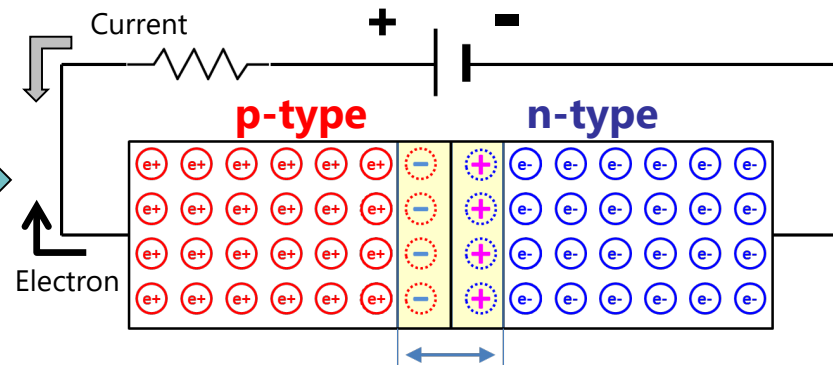 Current
+ -
p-type n-type
e+ e+ e+ e+ e+ e+ - + e- e- e- e- e- e-
e+ e+ e+ e+ e+ e+ - + e- e- e- e- e- e-
e+ e+ e+ e+ e+ e+ - + e- e- e- e- e- e-
e+ e+ e+ e+ e+ e+ - + e- e- e- e- e- e-
Electron